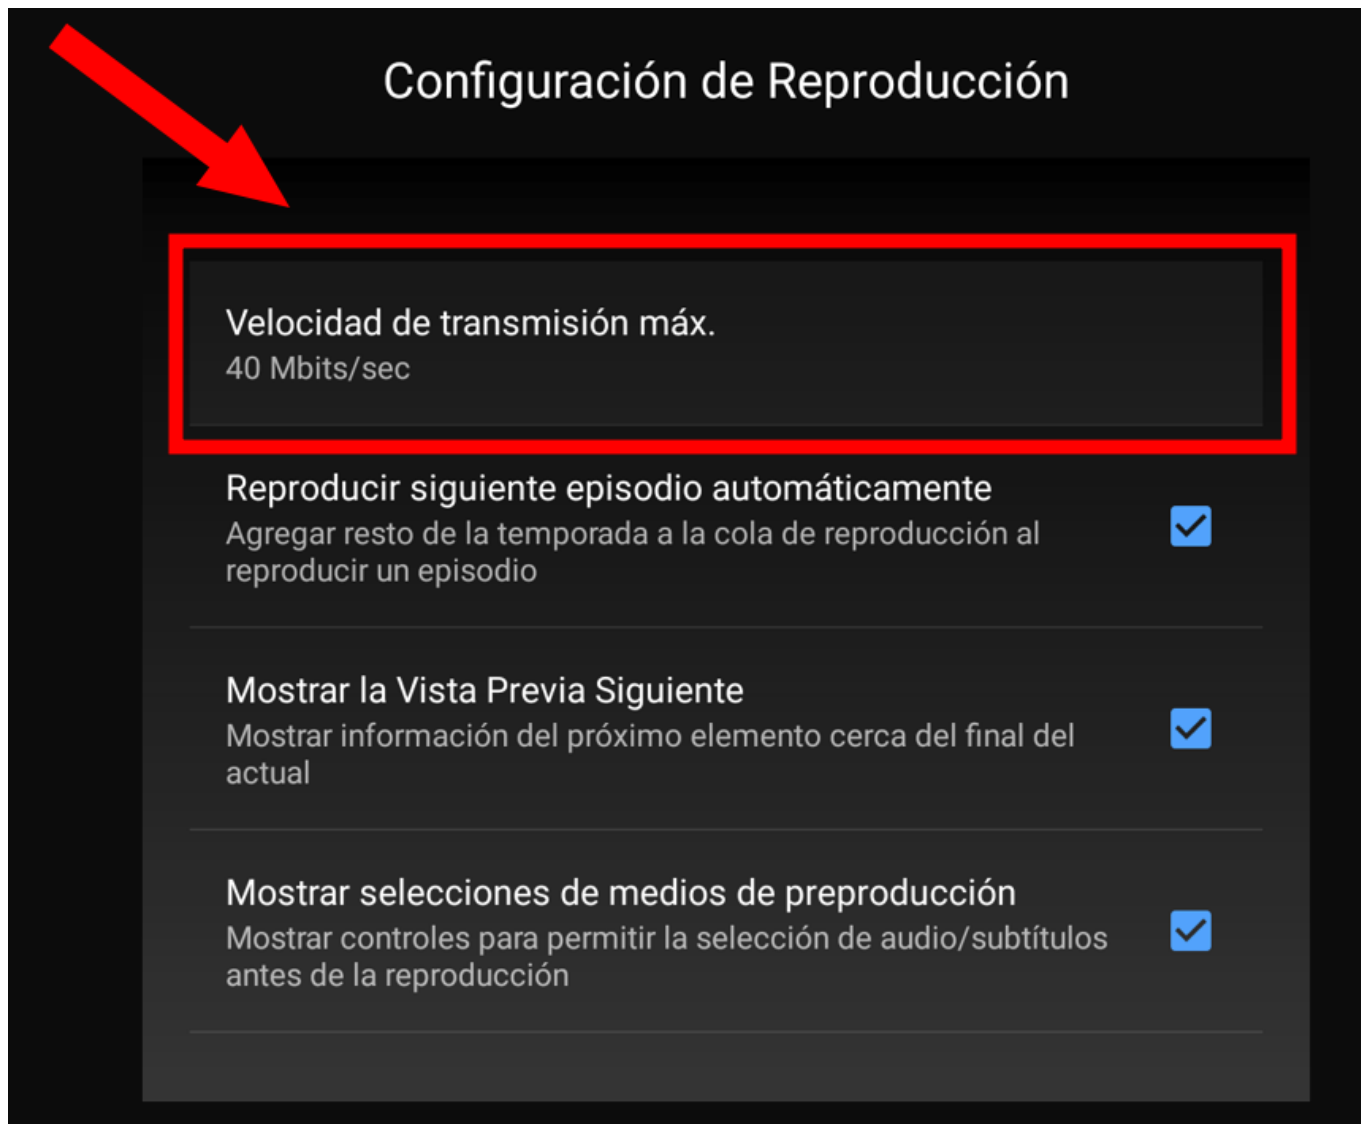 Configuración de Reproducción
Velocidad de transmisión máx.
40 Mbits/sec
Reproducir siguiente episodio automáticamente
Agregar resto de la temporada a la cola de reproducción al
reproducir un episodio
Mostrar la Vista Previa Siguiente
Mostrar información del próximo elemento cerca del final del
actual
Mostrar selecciones de medios de preproducción
Mostrar controles para permitir la selección de audio/subtítulos
antes de la reproducción